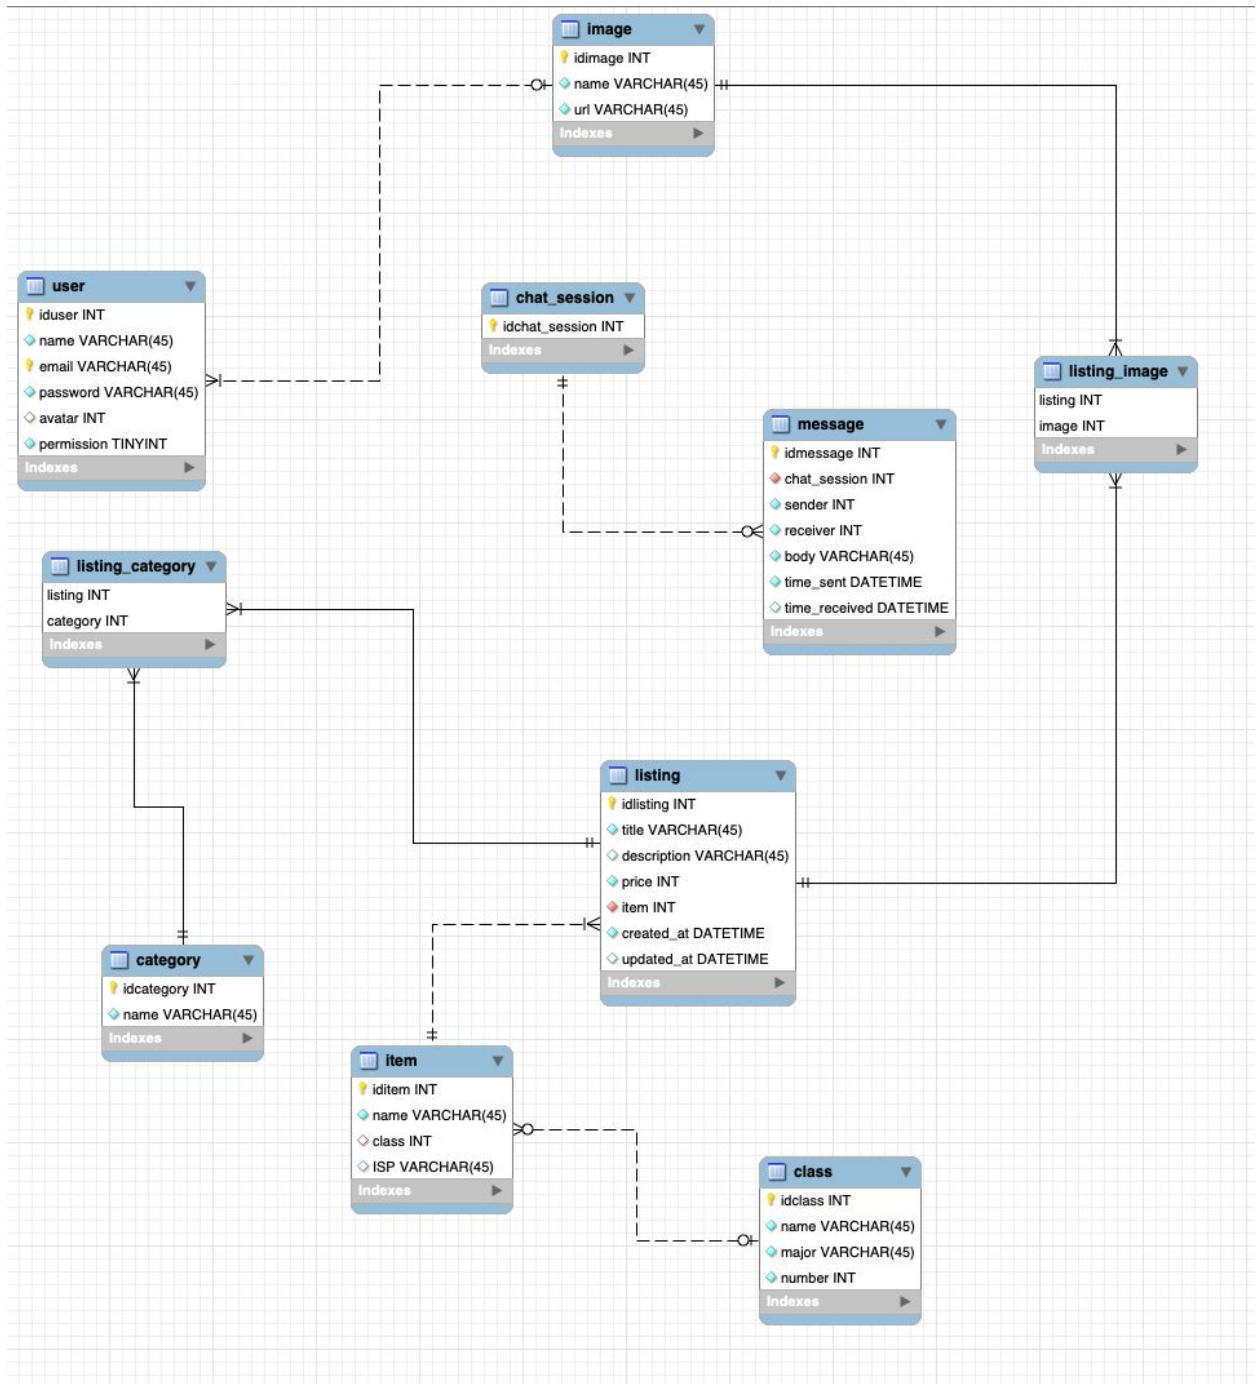 image
idimage INT
name VARCHAR(45)
url VARCHAR(45)
Indexes
user
iduser INT
name VARCHAR(45)
email VARCHAR(45)
password VARCHAR(45)
avatar INT
permission TINYINT
Indexes
chat_session
idchat_session INT
Indexes
listing_image
listing INT
image INT
Indexes
message
idmessage INT
chat_session INT
sender INT
receiver INT
body VARCHAR(45)
time_sent DATETIME
time_received DATETIME
Indexes
listing_category
listing INT
category INT
Indexes
listing
idlisting INT
title VARCHAR(45)
description VARCHAR(45)
price INT
item INT
created_at DATETIME
updated_at DATETIME
Indexes
category
idcategory INT
name VARCHAR(45)
Indexes
item
iditem INT
name VARCHAR(45)
class INT
ISP VARCHAR(45)
Indexes
class
idclass INT
name VARCHAR(45)
major VARCHAR(45)
number INT
Indexes